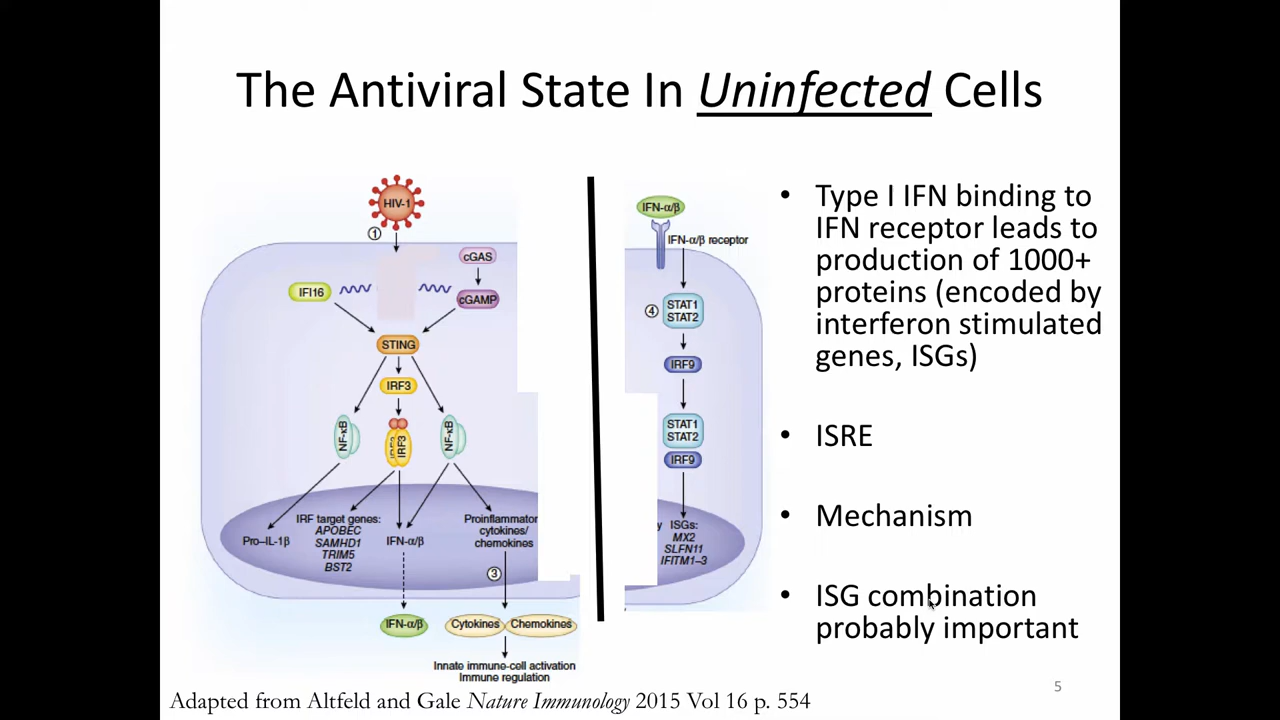 The Antiviral State In Uninfected Cells
HIV-1
①
cGAS
IFI16
cGAMP
STING
IRF3
NF-κB
IRF3
NF-κB
IRF target genes:
APOBEC
SAMHD1
TRIM5
BST2
Pro–IL-1β
IFN-α/β
Proinflammator
cytokines/
chemokines
③
IFN-α/β
Cytokines
Chemokines
Innate immune-cell activation
Immune regulation
IFN-α/β
IFN-α/β receptor
④
STAT1
STAT2
IRF9
STAT1
STAT2
IRF9
y ISGs:
MX2
SLFN11
IFITM1–3
• Type I IFN binding to
IFN receptor leads to
production of 1000+
proteins (encoded by
interferon stimulated
genes, ISGs)
• ISRE
• Mechanism
• ISG combination
probably important
5
Adapted from Altfeld and Gale Nature Immunology 2015 Vol 16 p. 554